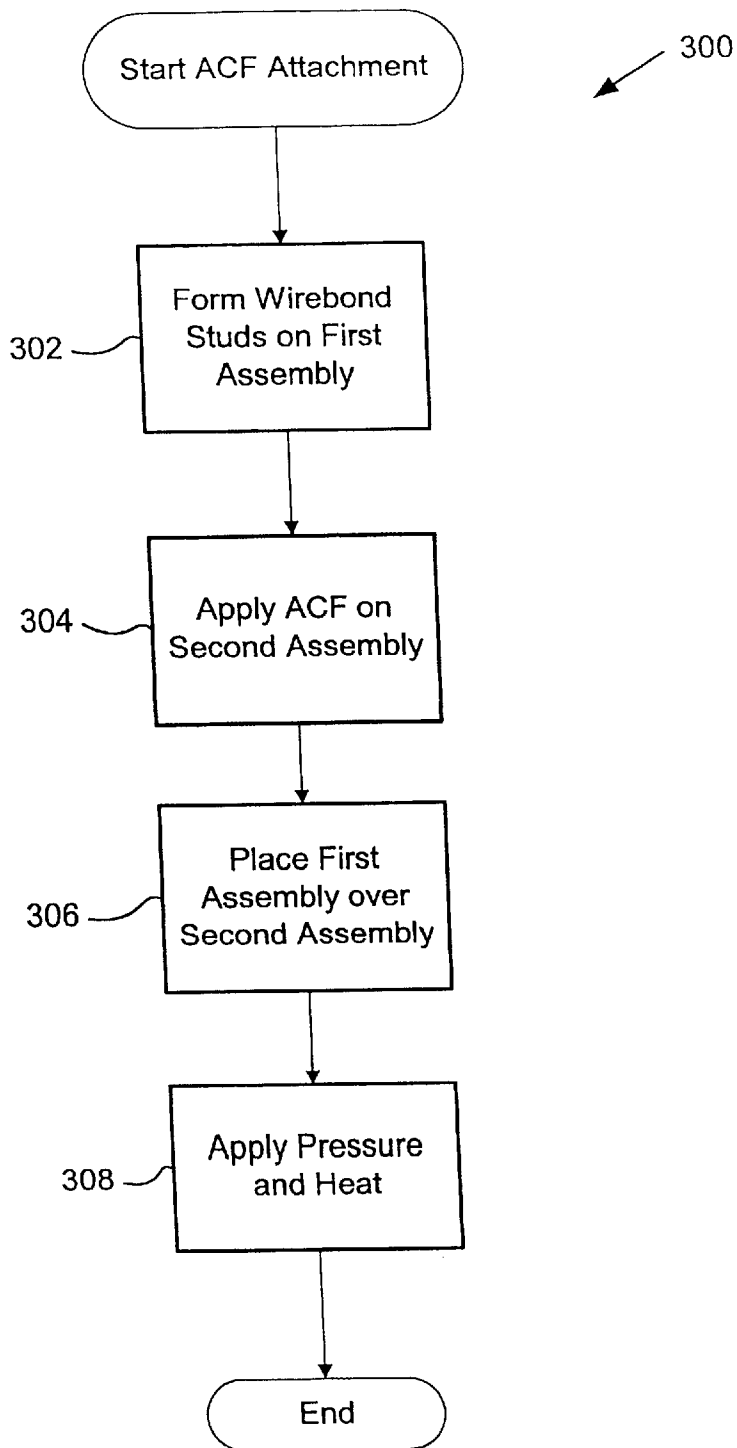 Start ACF Attachment
300
Form Wirebond
Studs on First
Assembly
302
Apply ACF on
Second Assembly
304
Place First
Assembly over
Second Assembly
306
Apply Pressure
and Heat
308
End